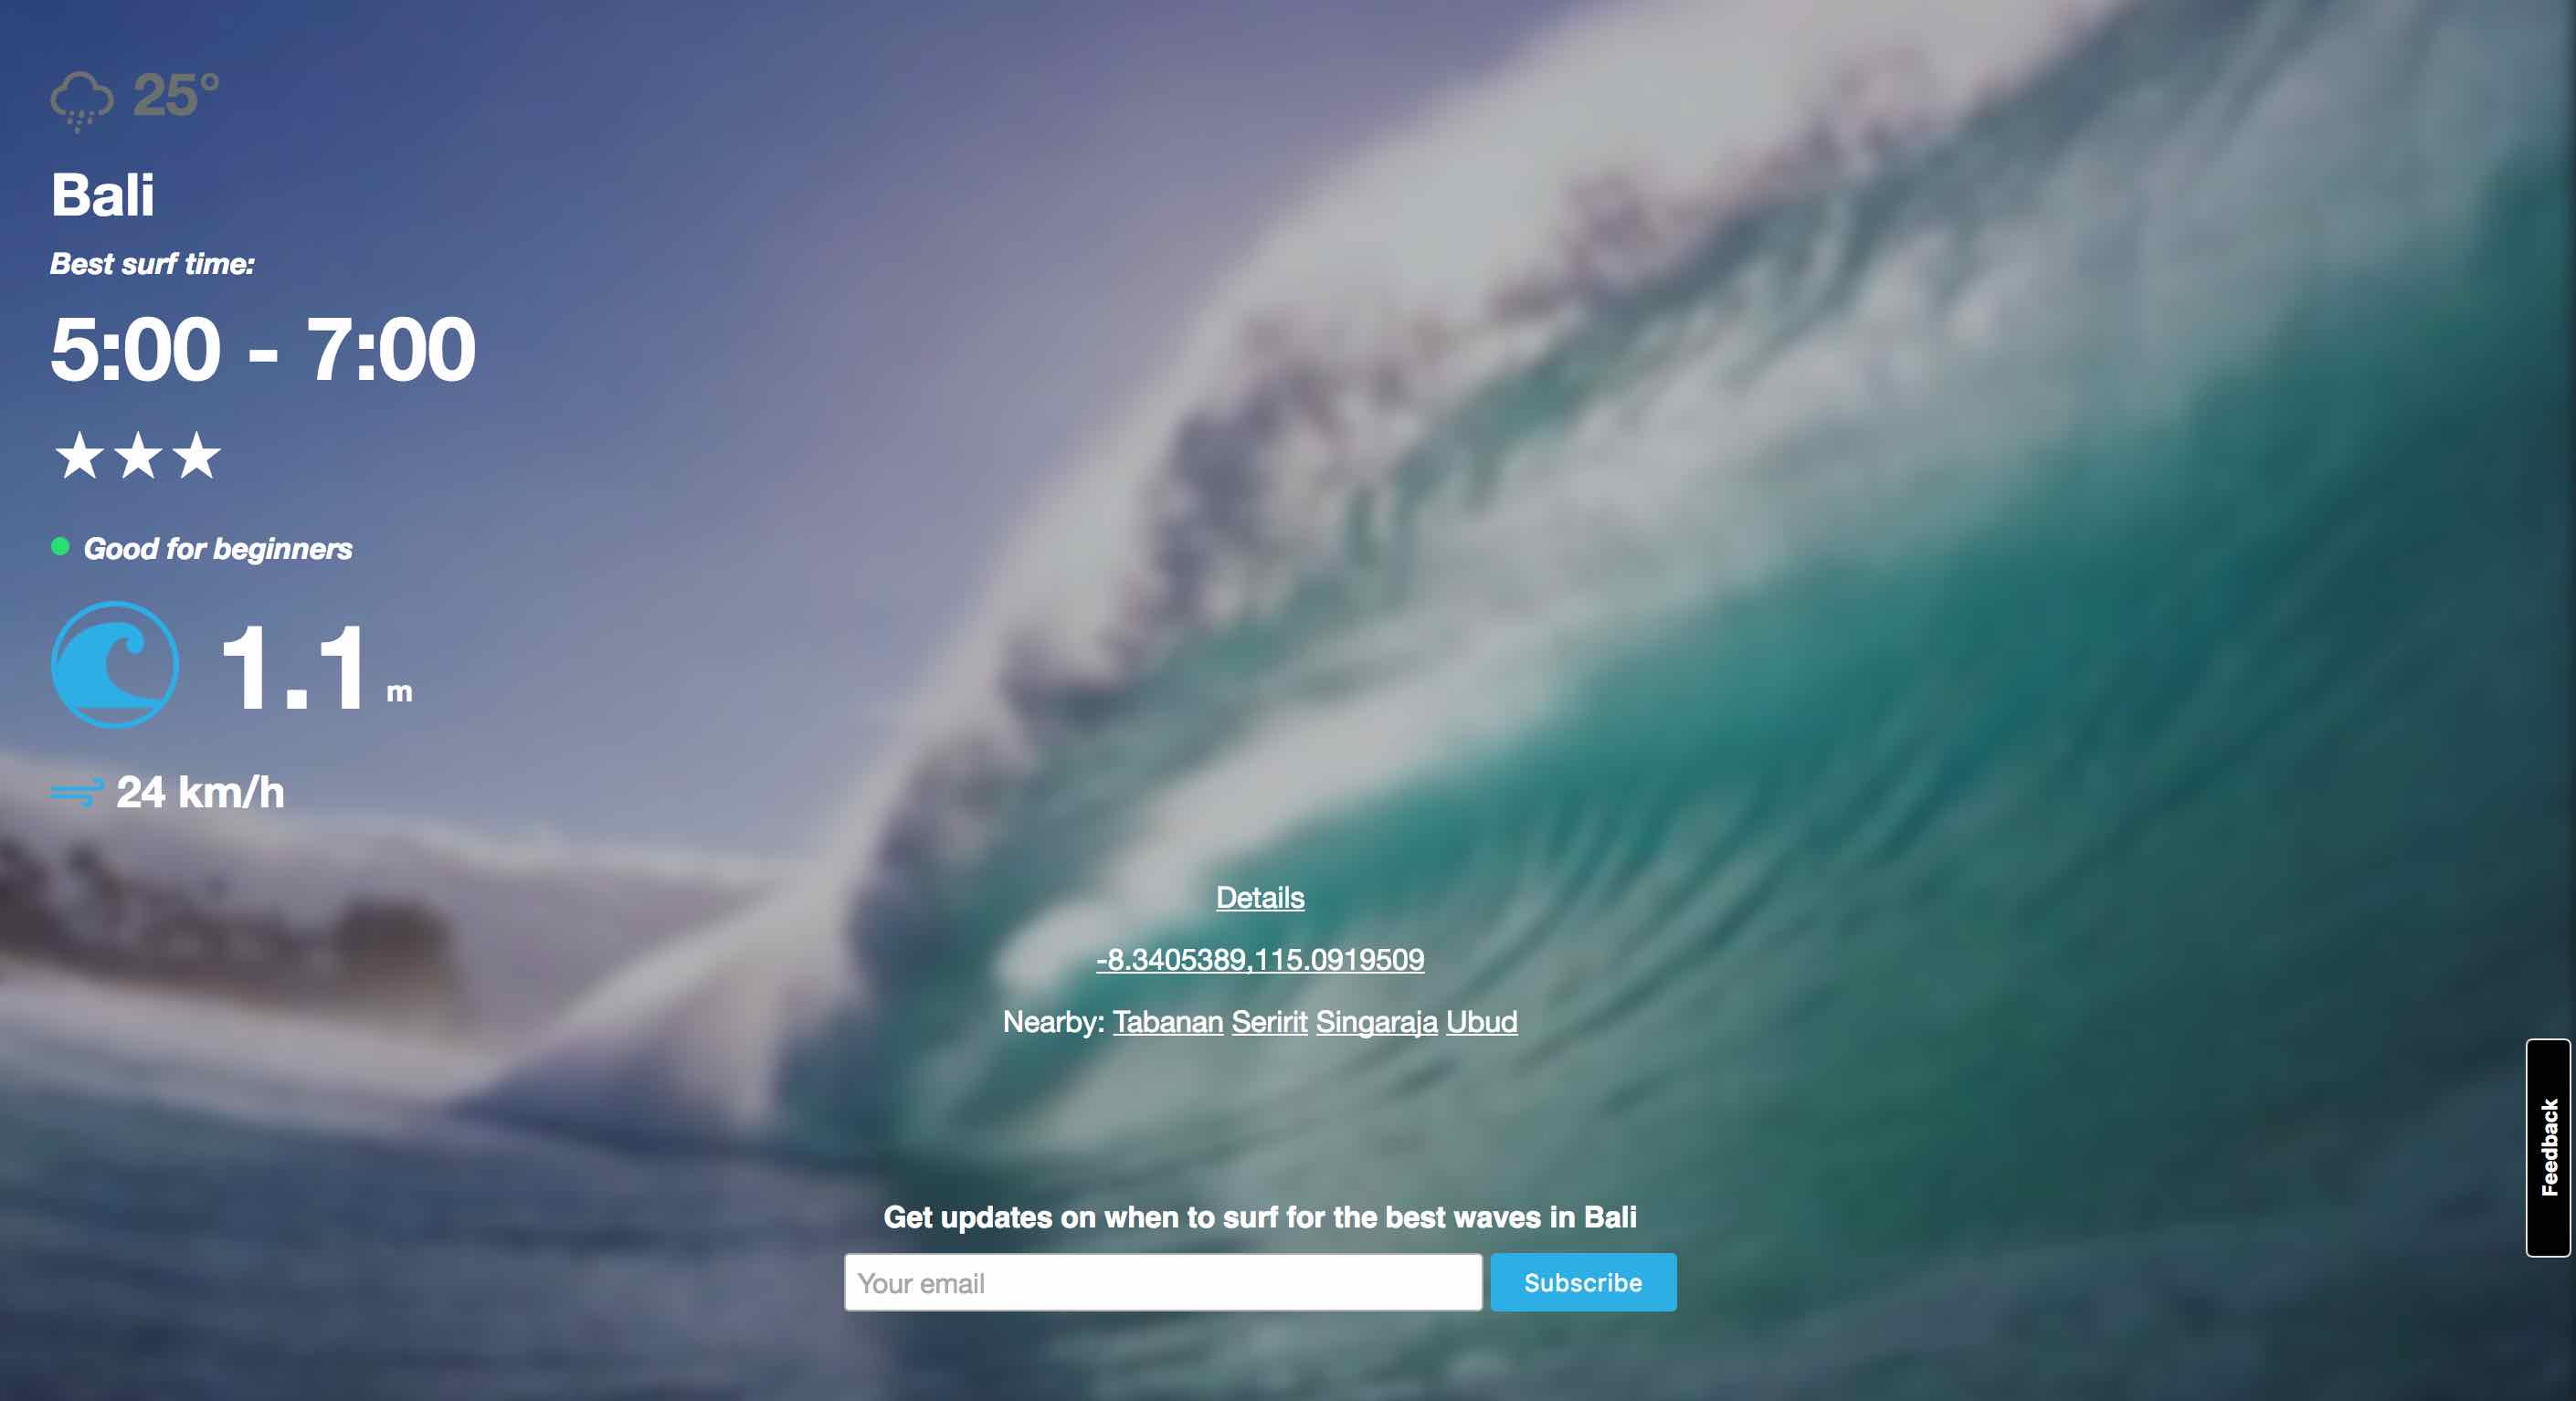 25°
Bali
Best surf time:
5:00 - 7:00
★★★
Good for beginners
1.1 m
24 km/h
Details
-8.3405389,115.0919509
Nearby: Tabanan Seririt Singaraja Ubud
Feedback
Get updates on when to surf for the best waves in Bali
Your email
Subscribe